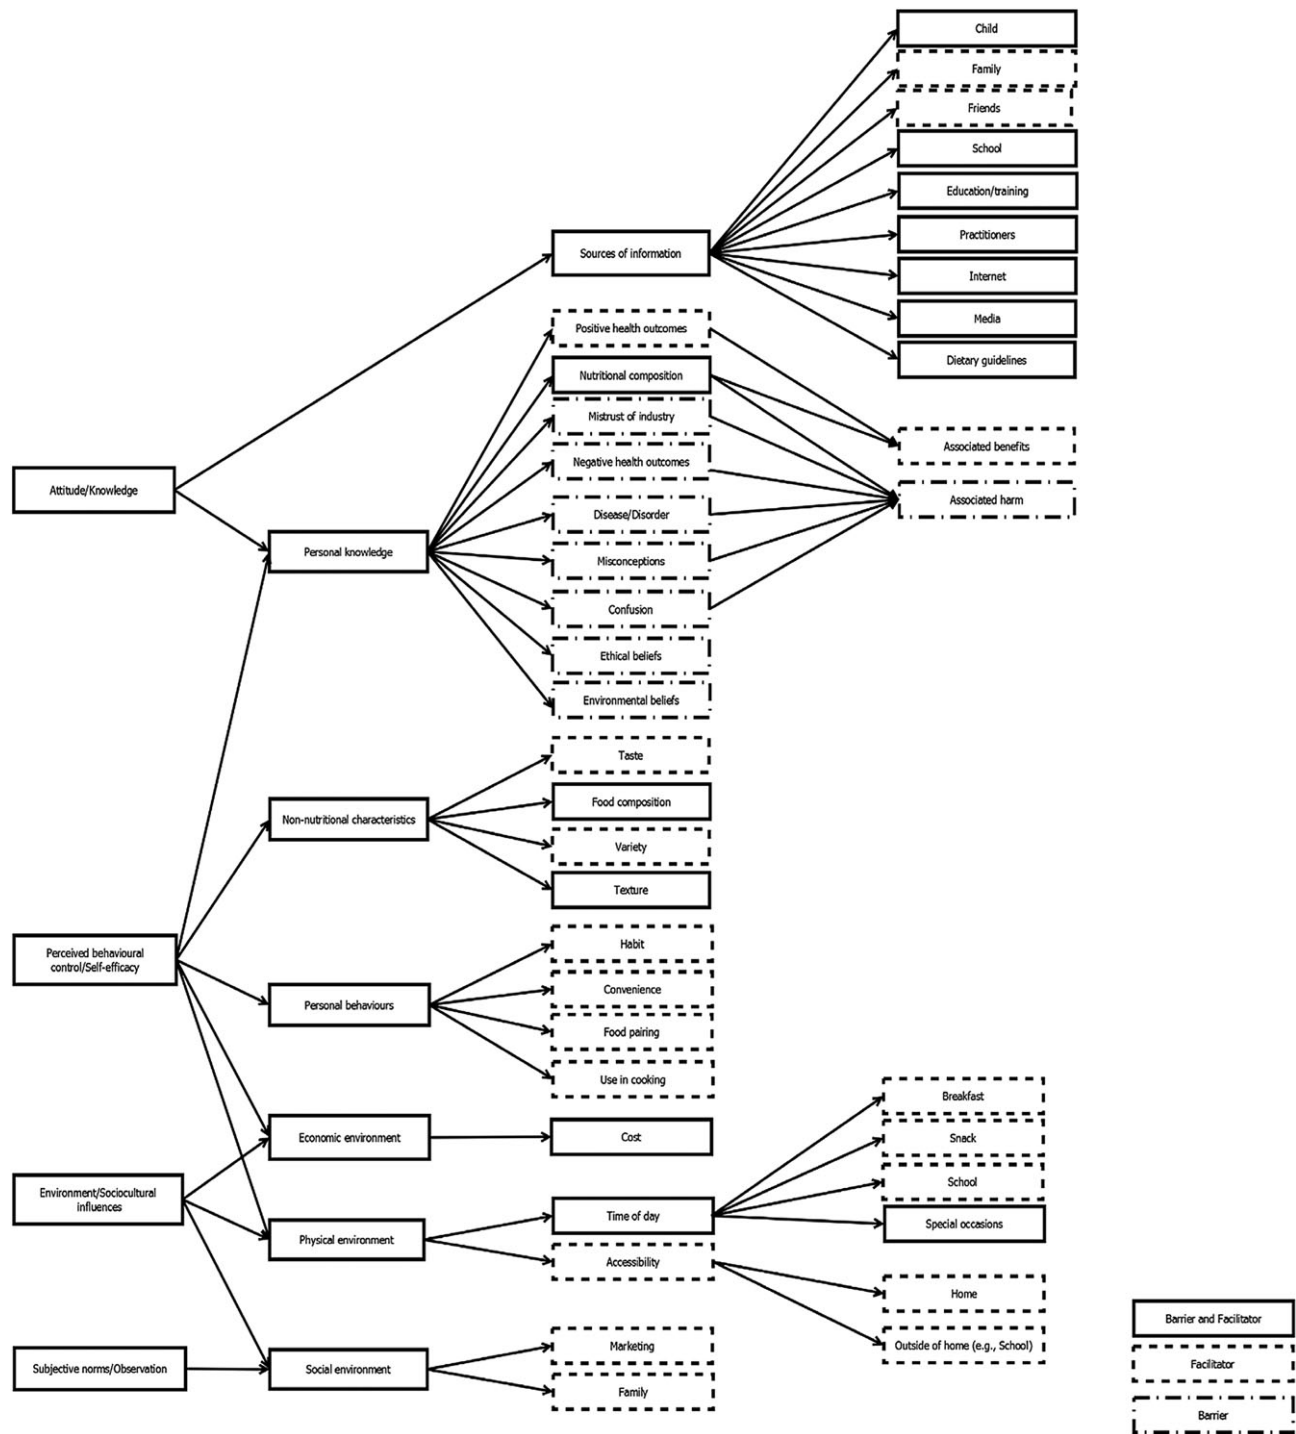 Child
Family
Friends
School
Education/training
Practitioners
Internet
Media
Dietary guidelines
Sources of information
Positive health outcomes
Nutritional composition
Mistrust of industry
Negative health outcomes
Disease/Disorder
Misconceptions
Confusion
Ethical beliefs
Environmental beliefs
Associated benefits
Associated harm
Attitude/Knowledge
Personal knowledge
Taste
Food composition
Variety
Texture
Non-nutritional characteristics
Perceived behavioural
control/Self-efficacy
Personal behaviours
Habit
Convenience
Food pairing
Use in cooking
Economic environment
Cost
Environment/Sociocultural
influences
Physical environment
Time of day
Accessibility
Breakfast
Snack
School
Special occasions
Home
Outside of home (e.g., School)
Subjective norms/Observation
Social environment
Marketing
Family
Barrier and Facilitator
Facilitator
Barrier